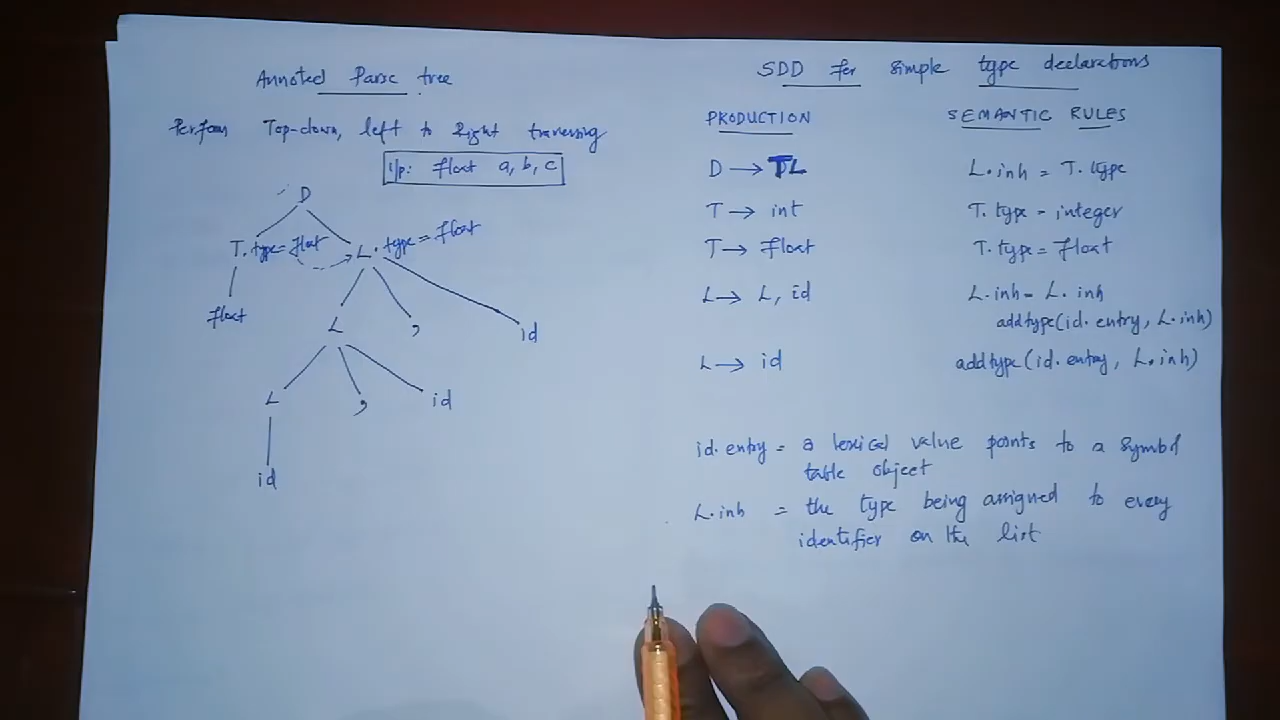 Annoted Parse tree
Perform Top-down, left to Right traversing
I/p: float a, b, c
D
T. type = float L. type = float
float
L , id
L , id
id
SDD for simple type declarations
PRODUCTION SEMANTIC RULES
D → TL L.inh = T. type
T → int T. type = integer
T → float T. type = float
L → L, id L.inh = L. inh
addtype(id. entry, L.inh)
L → id addtype (id. entry, L.inh)
id. entry = a lexical value points to a symbol
table object
L.inh = the type being assigned to every
identifier on the list